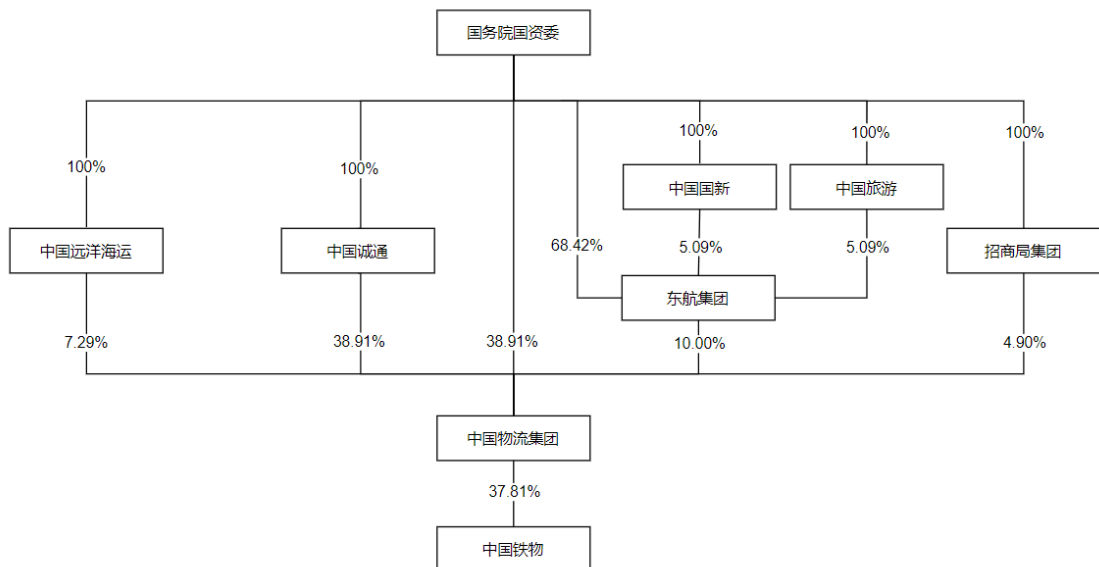 国务院国资委
100%
100%
100%
100%
100%
中国国新
中国旅游
中国远洋海运
中国诚通
68.42%
5.09%
5.09%
招商局集团
东航集团
7.29%
38.91%
38.91%
10.00%
4.90%
中国物流集团
37.81%
中国铁物